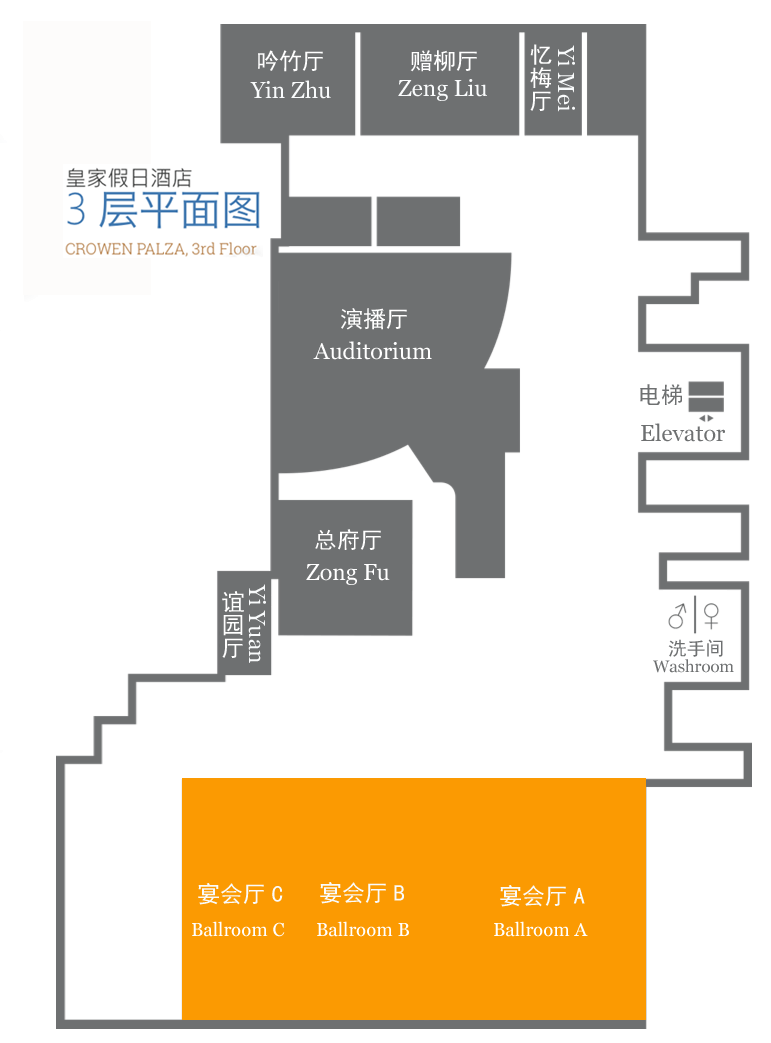 吟竹厅
Yin Zhu
赠柳厅
Zeng Liu
忆梅厅
Yi Mei
皇家假日酒店
3 层平面图
CROWEN PALZA, 3rd Floor
演播厅
Auditorium
电梯
Elevator
总府厅
Zong Fu
谊园厅
Yi Yuan
洗手间
Washroom
宴会厅 C
Ballroom C
宴会厅 B
Ballroom B
宴会厅 A
Ballroom A